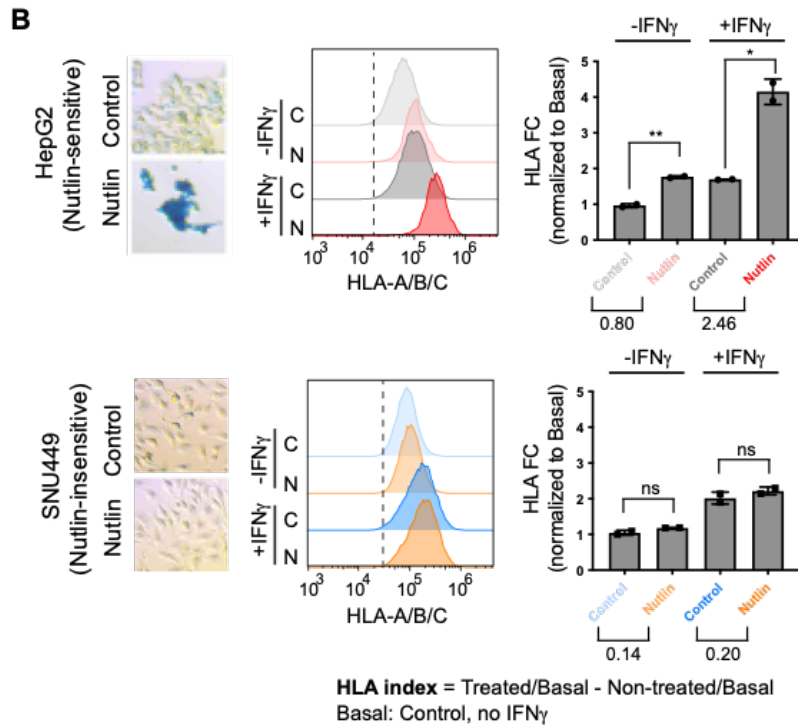 B
HepG2
(Nutlin-sensitive)
Control
Nutlin
-IFNγ
+IFNγ
C
N
C
N
10³ 10⁴ 10⁵ 10⁶
HLA-A/B/C
-IFNγ +IFNγ
HLA FC
(normalized to Basal)
5
4
3
2
1
0
**
*
Control Nutlin Control Nutlin
0.80 2.46
SNU449
(Nutlin-insensitive)
Control
Nutlin
-IFNγ
+IFNγ
C
N
C
N
10³ 10⁴ 10⁵ 10⁶
HLA-A/B/C
-IFNγ +IFNγ
HLA FC
(normalized to Basal)
5
4
3
2
1
0
ns
ns
Control Nutlin Control Nutlin
0.14 0.20
HLA index = Treated/Basal - Non-treated/Basal
Basal: Control, no IFNγ